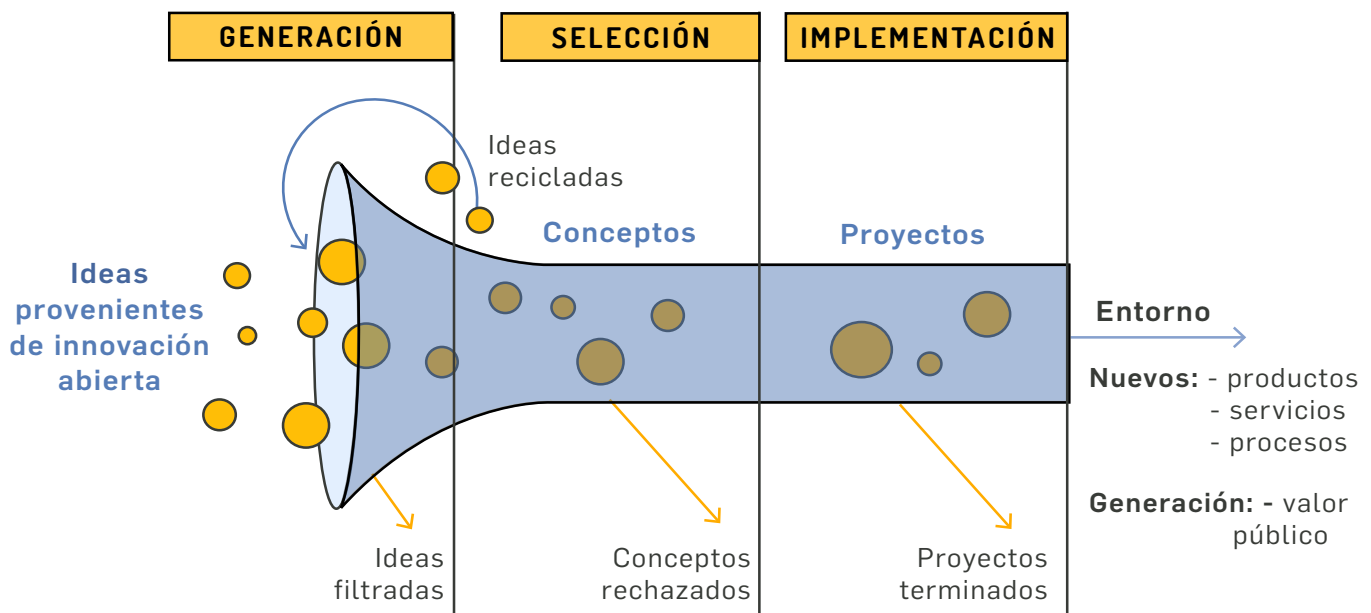 GENERACIÓN
SELECCIÓN
IMPLEMENTACIÓN
Ideas
recicladas
Conceptos
Proyectos
Ideas
provenientes
de innovación
abierta
Entorno
Nuevos: - productos
- servicios
- procesos
Generación: - valor
público
Ideas
filtradas
Conceptos
rechazados
Proyectos
terminados